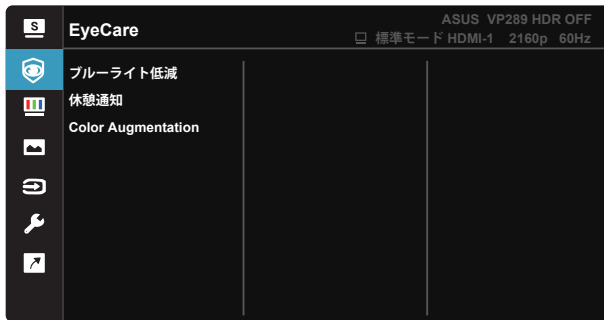 S
EyeCare
ASUS VP289 HDR OFF
標準モード HDMI-1 2160p 60Hz
ブルーライト低減
休憩通知
Color Augmentation